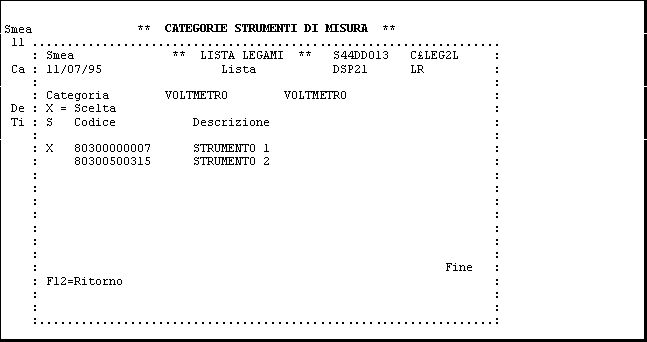 Smea ** CATEGORIE STRUMENTI DI MISURA **
11
Smea ** LISTA LEGAMI ** S44DD013 C£LEG2L
Ca : 11/07/95 Lista DSP21 LR
Categoria VOLTMETRO VOLTMETRO
De : X = Scelta
Ti : S Codice Descrizione
X 80300000007 STRUMENTO 1
80300500315 STRUMENTO 2
Fine
F12=Ritorno